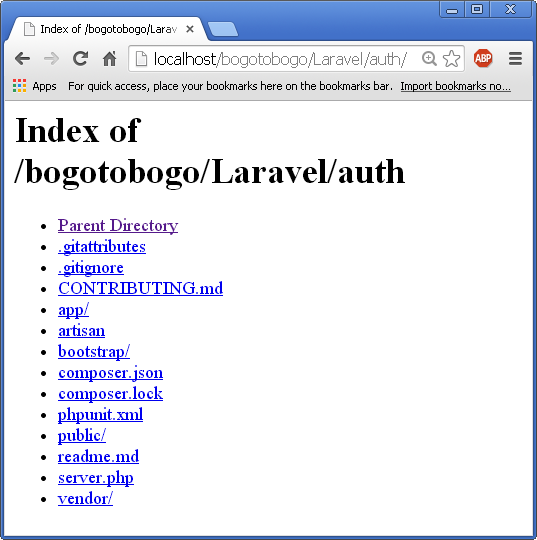 Index of /bogotobogo/Larav
localhost/bogotobogo/Laravel/auth/
ABP
Apps For quick access, place your bookmarks here on the bookmarks bar. Import bookmarks no...
Index of
/bogotobogo/Laravel/auth
• Parent Directory
• .gitattributes
• .gitignore
• CONTRIBUTING.md
• app/
• artisan
• bootstrap/
• composer.json
• composer.lock
• phpunit.xml
• public/
• readme.md
• server.php
• vendor/